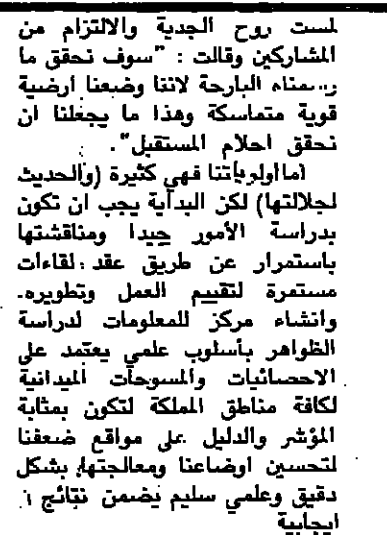 لمست روح الجدية والالتزام من
المشاركين وقالت : "سوف نحقق ما
رسمناه البارحة لاننا وضعنا ارضية
قوية متماسكة وهذا ما يجعلنا ان
نحقق احلام المستقبل".
اما اولوياتنا فهي كثيرة (والحديث
لجلالتها) لكن البداية يجب ان تكون
بدراسة الأمور جيدا ومناقشتها
باستمرار عن طريق عقد لقاءات
مستمرة لتقييم العمل وتطويره.
وانشاء مركز للمعلومات لدراسة
الظواهر بأسلوب علمي يعتمد على
الاحصائيات والمسوحات الميدانية
لكافة مناطق المملكة لتكون بمثابة
المؤشر والدليل على مواقع ضعفنا
لتحسين اوضاعنا ومعالجتها بشكل
دقيق وعلمي سليم يضمن نتائج
ايجابية